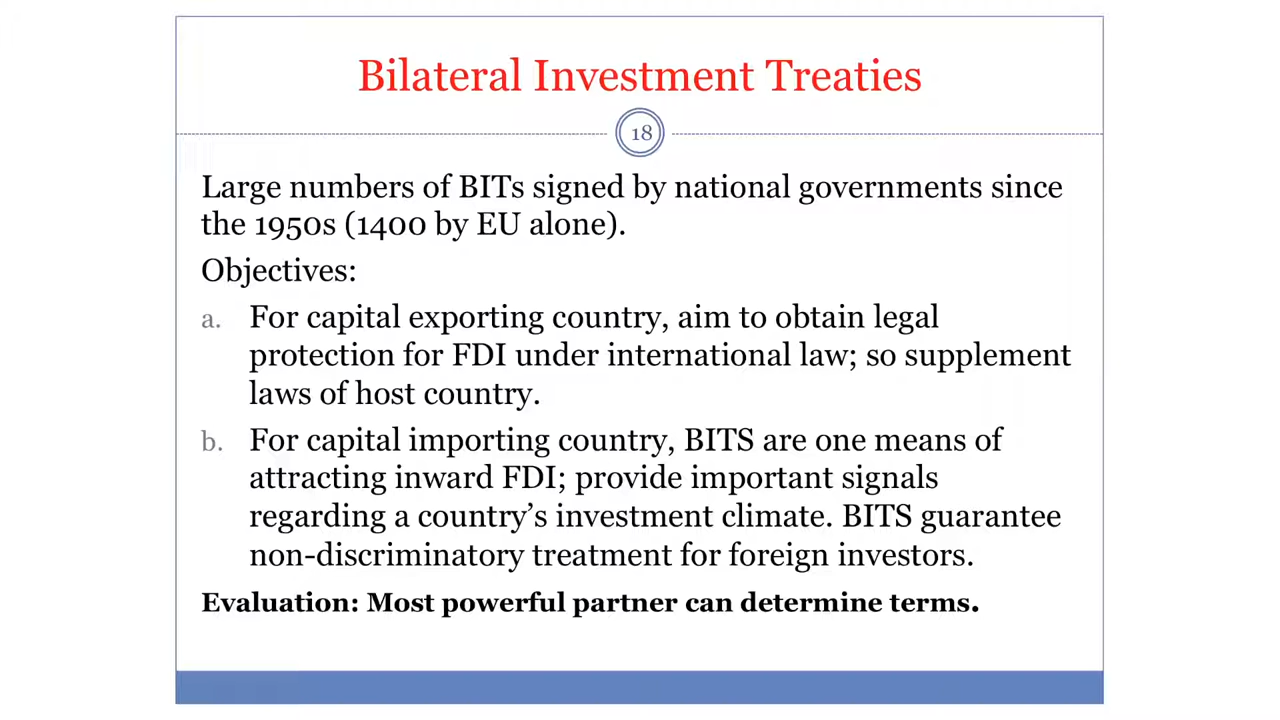 Bilateral Investment Treaties
18
Large numbers of BITs signed by national governments since
the 1950s (1400 by EU alone).
Objectives:
a. For capital exporting country, aim to obtain legal
protection for FDI under international law; so supplement
laws of host country.
b. For capital importing country, BITS are one means of
attracting inward FDI; provide important signals
regarding a country’s investment climate. BITS guarantee
non-discriminatory treatment for foreign investors.
Evaluation: Most powerful partner can determine terms.